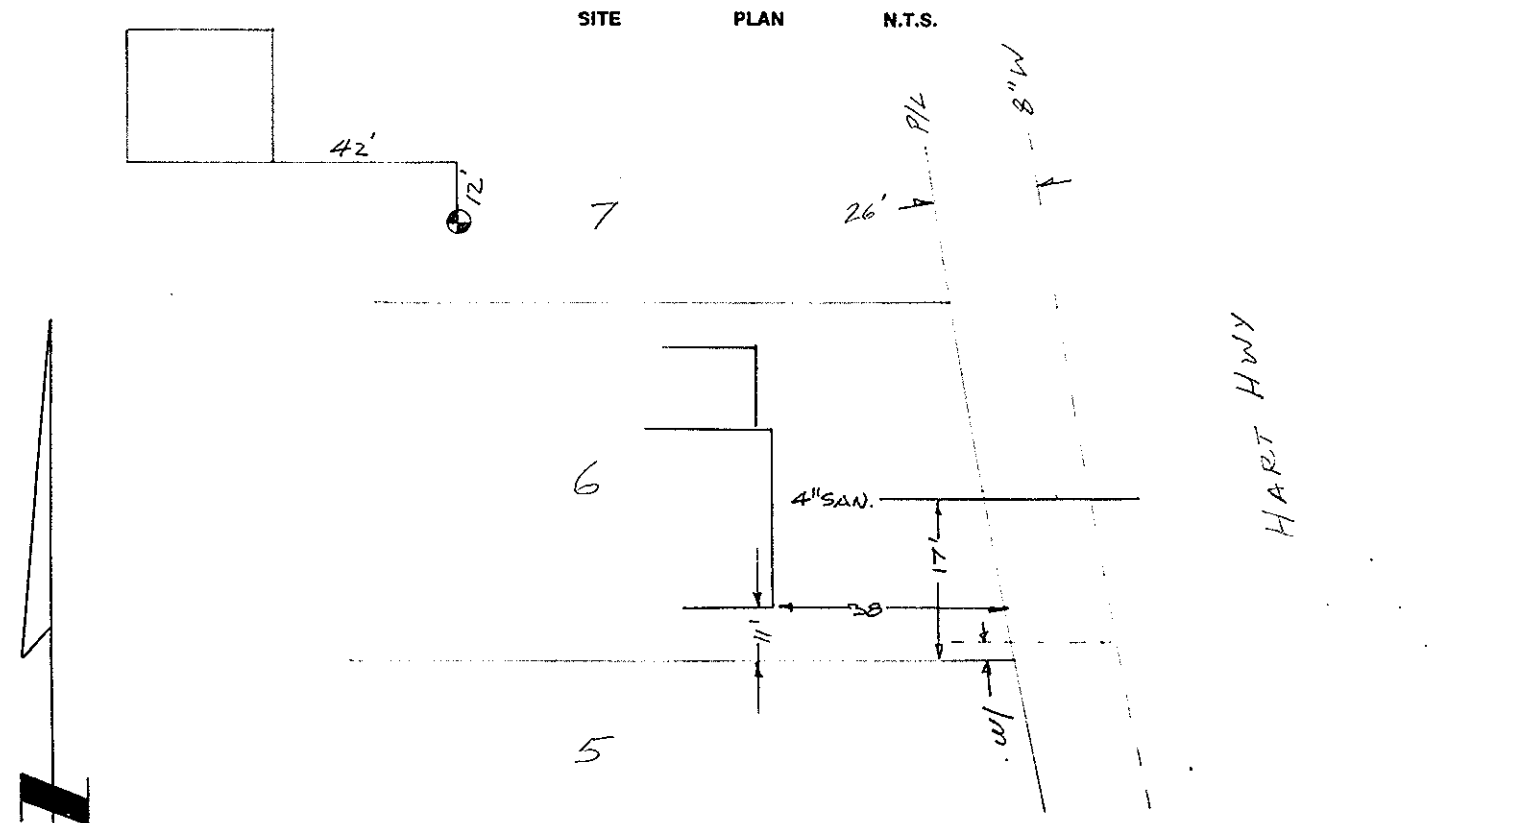 SITE PLAN N.T.S.
8"W
P/L
42'
12'
7
26'
HART HWY
6
4"SAN.
17'
38
11'
5